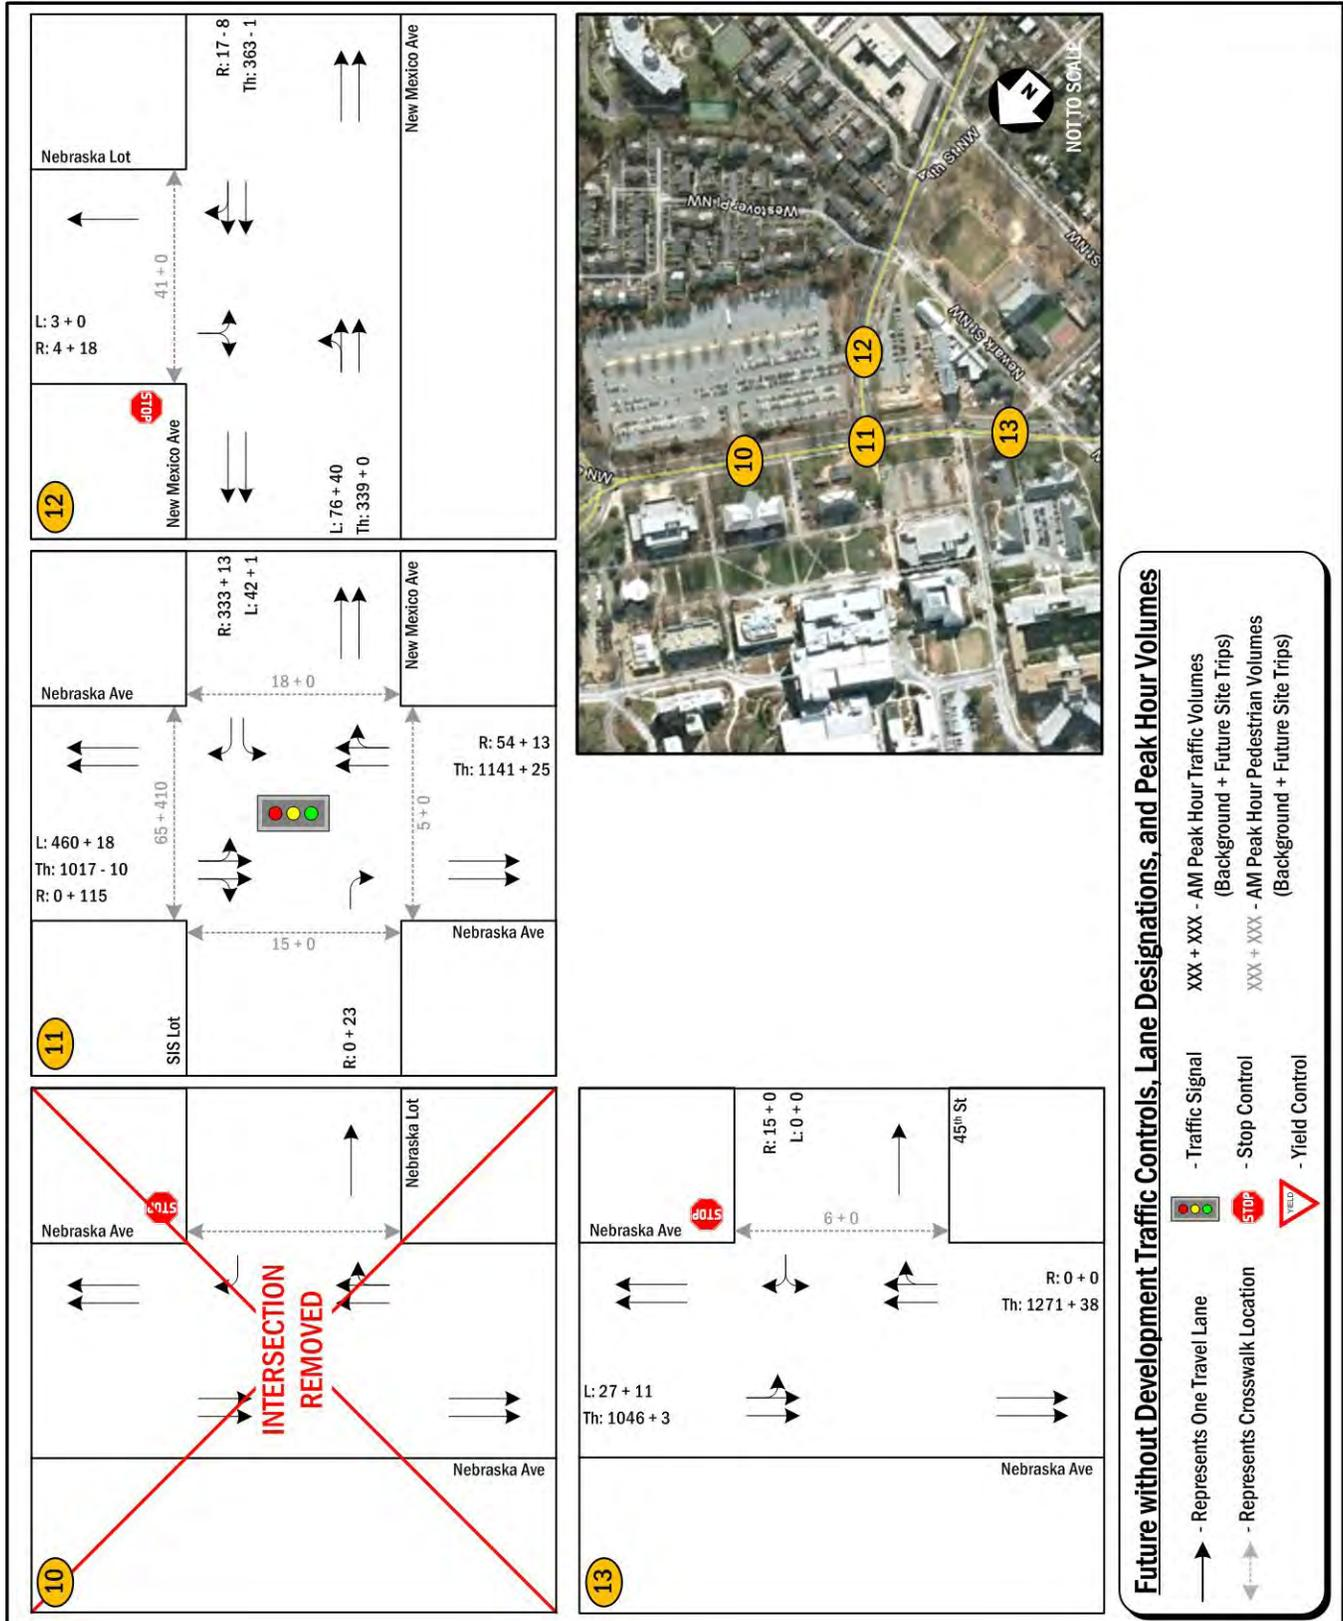 10
Nebraska Ave
STOP
Nebraska Lot
Nebraska Ave
INTERSECTION
REMOVED
11
SIS Lot
L: 460 + 18
Th: 1017 - 10
R: 0 + 115
65 + 410
Nebraska Ave
R: 333 + 13
L: 42 + 1
18 + 0
15 + 0
R: 0 + 23
5 + 0
R: 54 + 13
Th: 1141 + 25
Nebraska Ave
New Mexico Ave
12
STOP
New Mexico Ave
L: 3 + 0
R: 4 + 18
41 + 0
Nebraska Lot
R: 17 - 8
Th: 363 - 1
L: 76 + 40
Th: 339 + 0
New Mexico Ave
13
L: 27 + 11
Th: 1046 + 3
Nebraska Ave
STOP
R: 15 + 0
L: 0 + 0
6 + 0
R: 0 + 0
Th: 1271 + 38
45th St
Nebraska Ave
10
11
12
13
Westover Pl NW
Newark St NW
St NW
N
NOT TO SCALE
Future without Development Traffic Controls, Lane Designations, and Peak Hour Volumes
- Represents One Travel Lane
- Represents Crosswalk Location
- Traffic Signal
STOP
- Stop Control
YIELD
- Yield Control
XXX + XXX - AM Peak Hour Traffic Volumes
(Background + Future Site Trips)
XXX + XXX - AM Peak Hour Pedestrian Volumes
(Background + Future Site Trips)